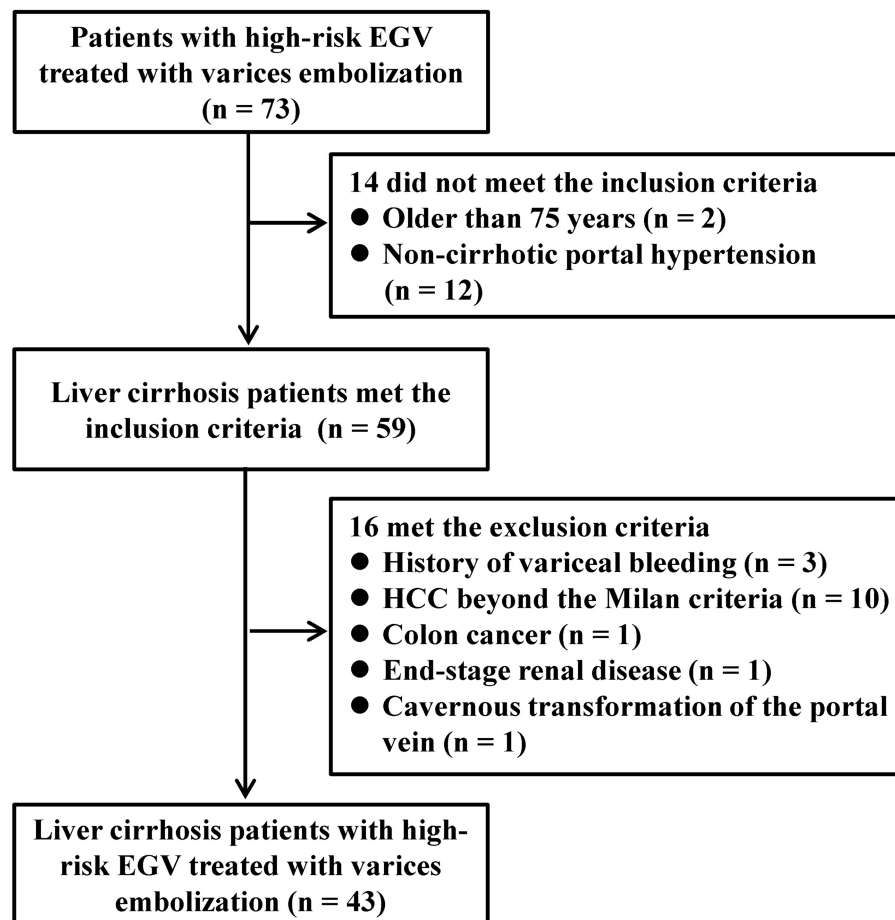 Patients with high-risk EGV
treated with varices embolization
(n = 73)
14 did not meet the inclusion criteria
● Older than 75 years (n = 2)
● Non-cirrhotic portal hypertension
(n = 12)
Liver cirrhosis patients met the
inclusion criteria (n = 59)
16 met the exclusion criteria
● History of variceal bleeding (n = 3)
● HCC beyond the Milan criteria (n = 10)
● Colon cancer (n = 1)
● End-stage renal disease (n = 1)
● Cavernous transformation of the portal
vein (n = 1)
Liver cirrhosis patients with high-
risk EGV treated with varices
embolization (n = 43)